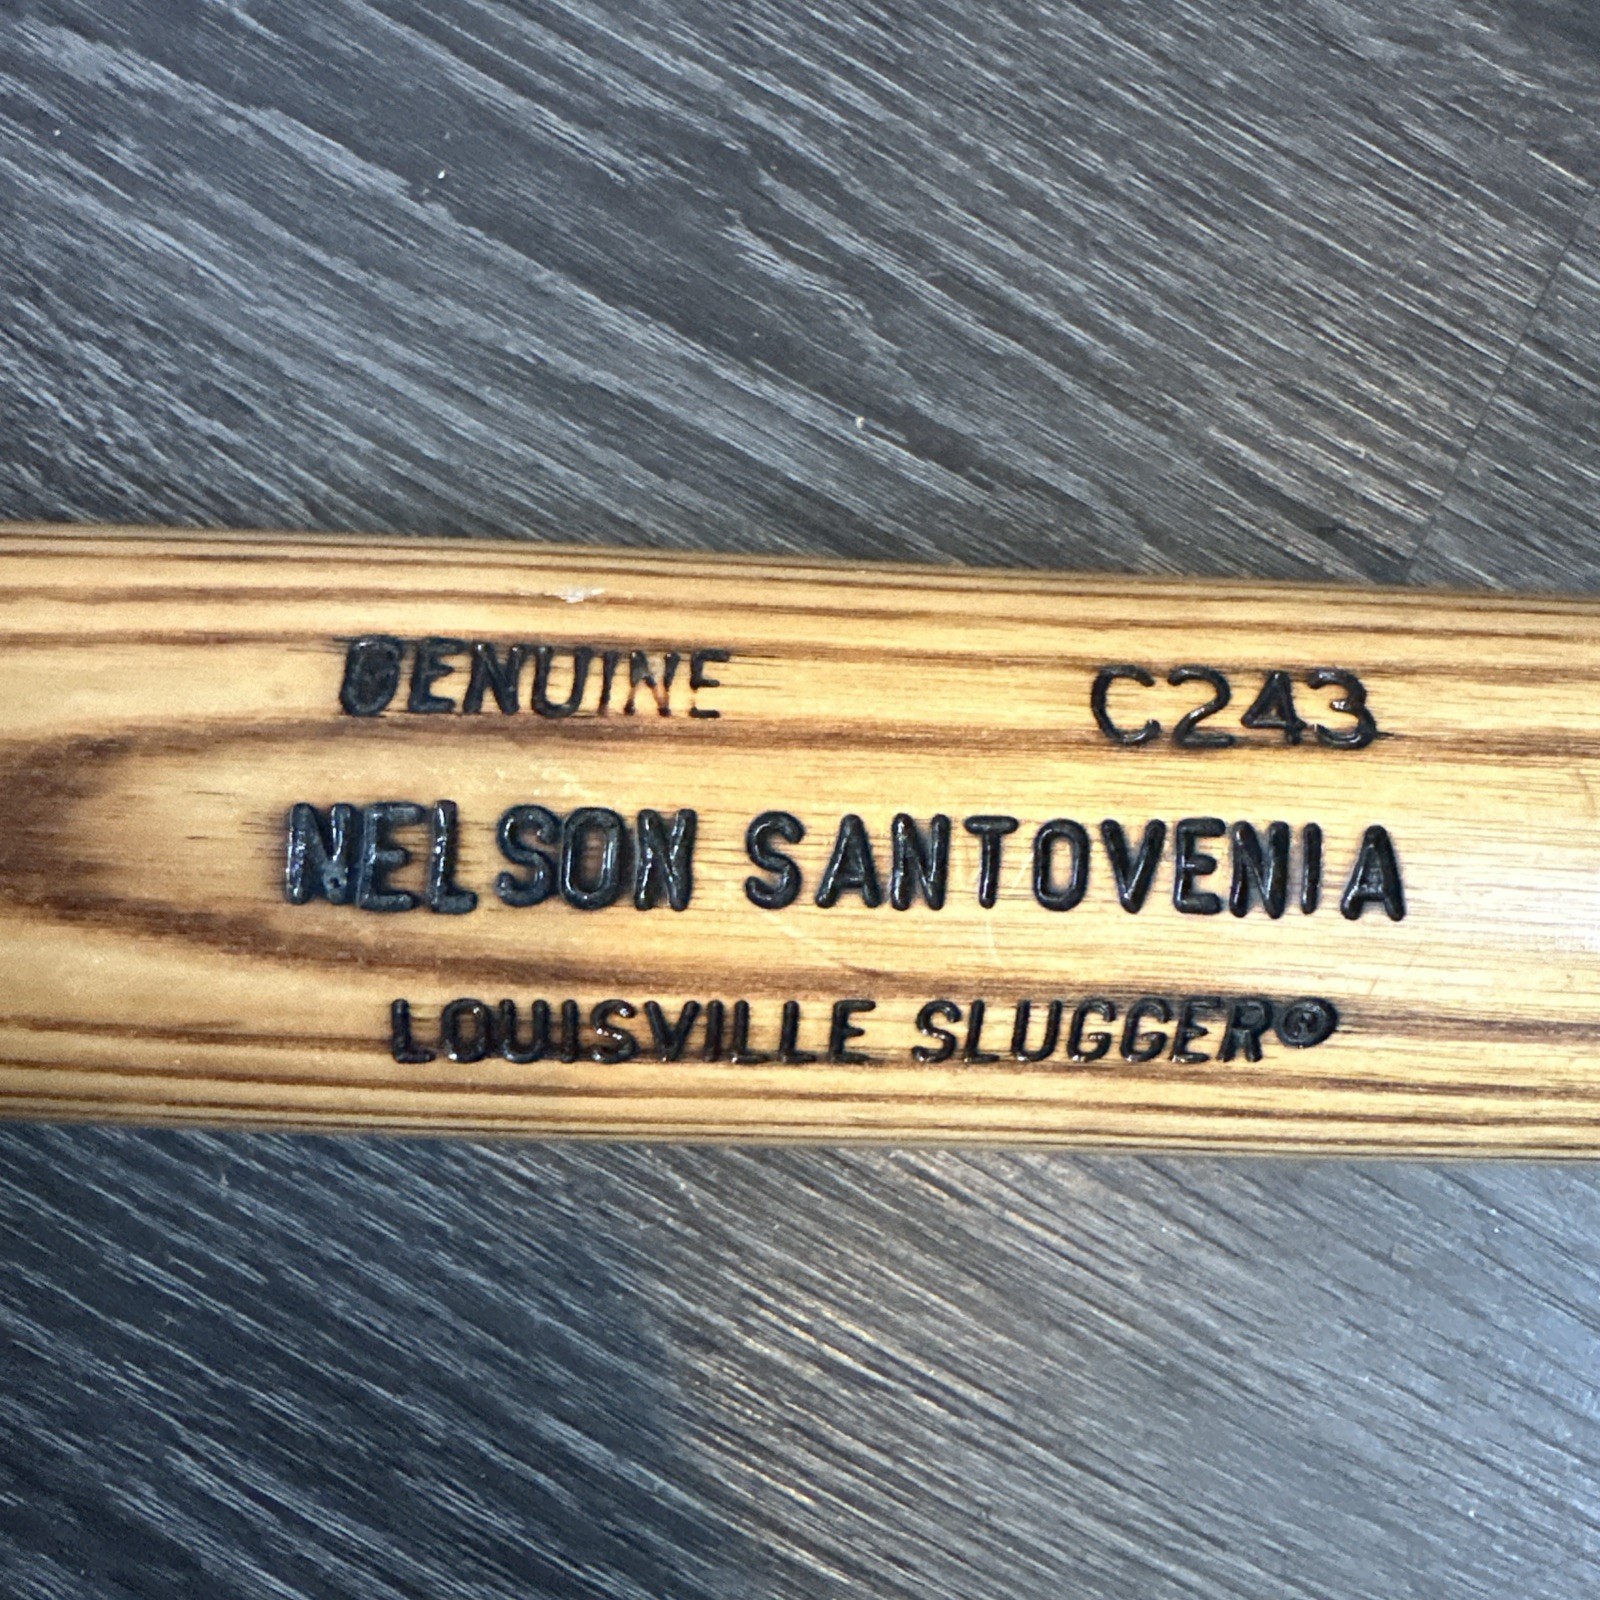 GENUINE C243
NELSON SANTOVENIA
LOUISVILLE SLUGGER®